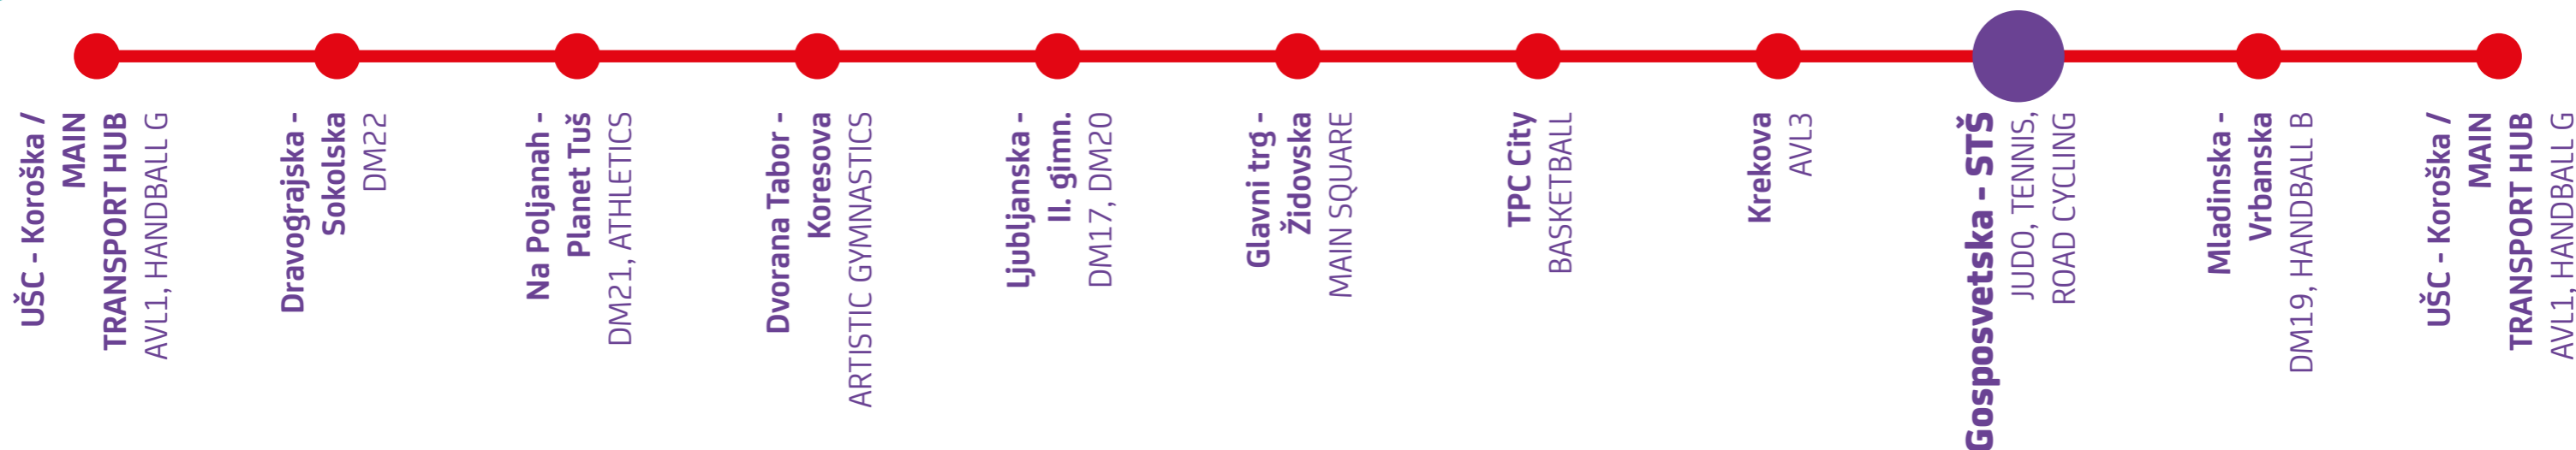 UŠC - Koroška /
MAIN
TRANSPORT HUB
AVL1, HANDBALL G
Dravograjska -
Sokolska
DM22
Na Poljanah -
Planet Tuš
DM21, ATHLETICS
Dvorana Tabor -
Koresova
ARTISTIC GYMNASTICS
Ljubljanska -
II. gimn.
DM17, DM20
Glavni trg -
Židovska
MAIN SQUARE
TPC City
BASKETBALL
Krekova
AVL3
Gosposvetska - STŠ
JUDO, TENNIS,
ROAD CYCLING
Mladinska -
Vrbanska
DM19, HANDBALL B
UŠC - Koroška /
MAIN
TRANSPORT HUB
AVL1, HANDBALL G